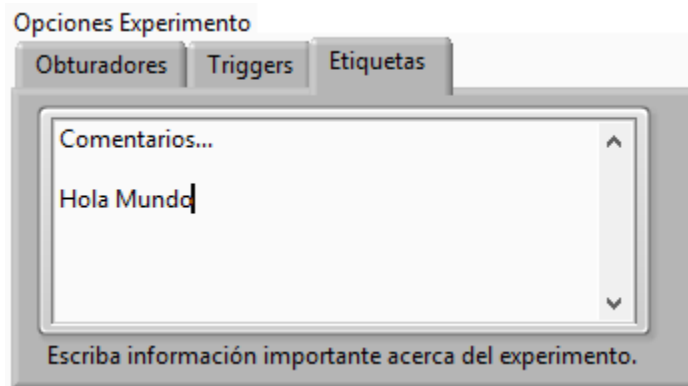 Opciones Experimento
Obturadores Triggers Etiquetas
Comentarios...
Hola Mundo
Escriba información importante acerca del experimento.